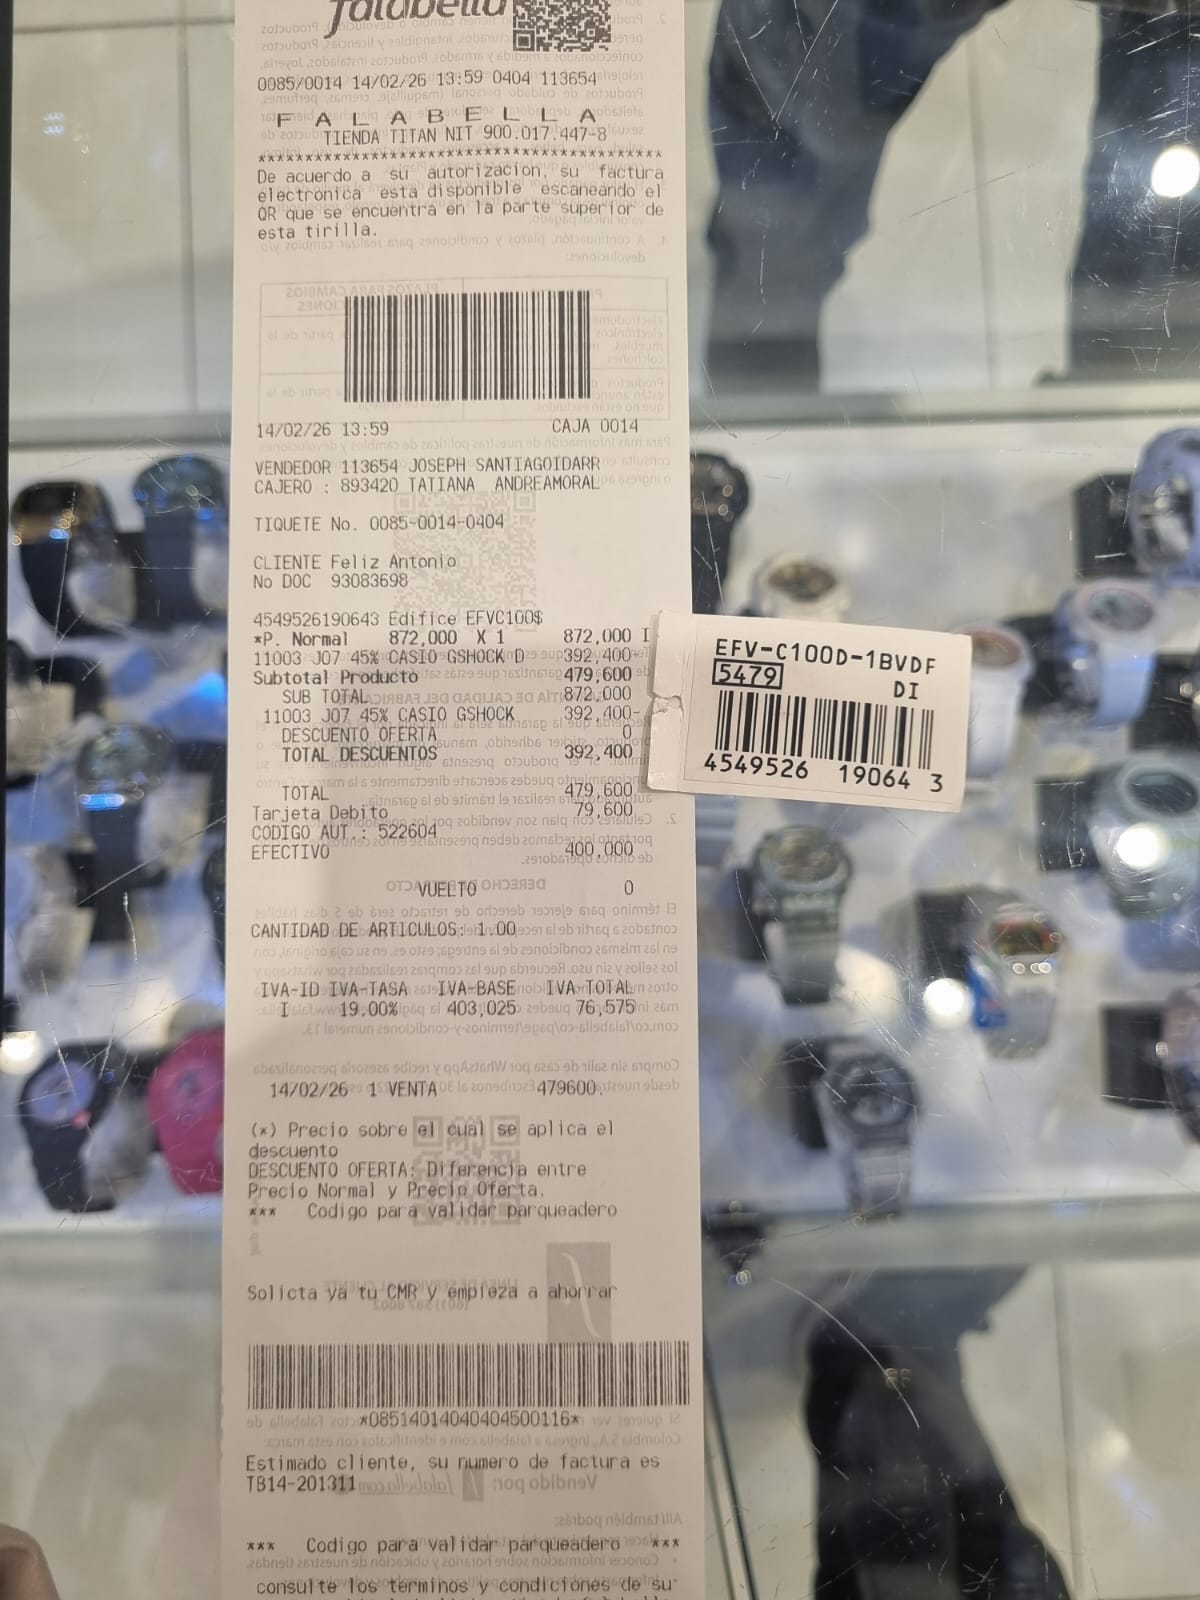 falabella
0085/0014 14/02/26 13:59 0404 113654
F A L A B E L L A
TIENDA TITAN NIT 900.017.447-8
******************************************
De acuerdo a su autorizacion, su factura
electronica esta disponible escaneando el
QR que se encuentra en la parte superior de
esta tirilla.
14/02/26 13:59 CAJA 0014
VENDEDOR 113654 JOSEPH SANTIAGOIDARR
CAJERO : 893420 TATIANA ANDREAMORAL
TIQUETE No. 0085-0014-0404
CLIENTE Feliz Antonio
No DOC 93083698
4549526190643 Edifice EFVC100$
*P. Normal 872,000 X 1 872,000 I
11003 J07 45% CASIO GSHOCK D 392,400-
Subtotal Producto 479,600
SUB TOTAL 872,000
11003 J07 45% CASIO GSHOCK 392,400-
DESCUENTO OFERTA 0
TOTAL DESCUENTOS 392,400
TOTAL 479,600
Tarjeta Debito 79,600
CODIGO AUT.: 522604
EFECTIVO 400,000
VUELTO 0
CANTIDAD DE ARTICULOS: 1.00
IVA-ID IVA-TASA IVA-BASE IVA-TOTAL
I 19.00% 403,025 76,575
14/02/26 1 VENTA 479600.
(*) Precio sobre el cual se aplica el
descuento
DESCUENTO OFERTA: Diferencia entre
Precio Normal y Precio Oferta.
*** Codigo para validar parqueadero
Solicta ya tu CMR y empieza a ahorrar
*08514014040404500116*
Estimado cliente, su numero de factura es
TB14-201311
*** Codigo para validar parqueadero ***
consulte los terminos y condiciones de su
EFV-C100D-1BVDF
5479 DI
4549526 19064 3